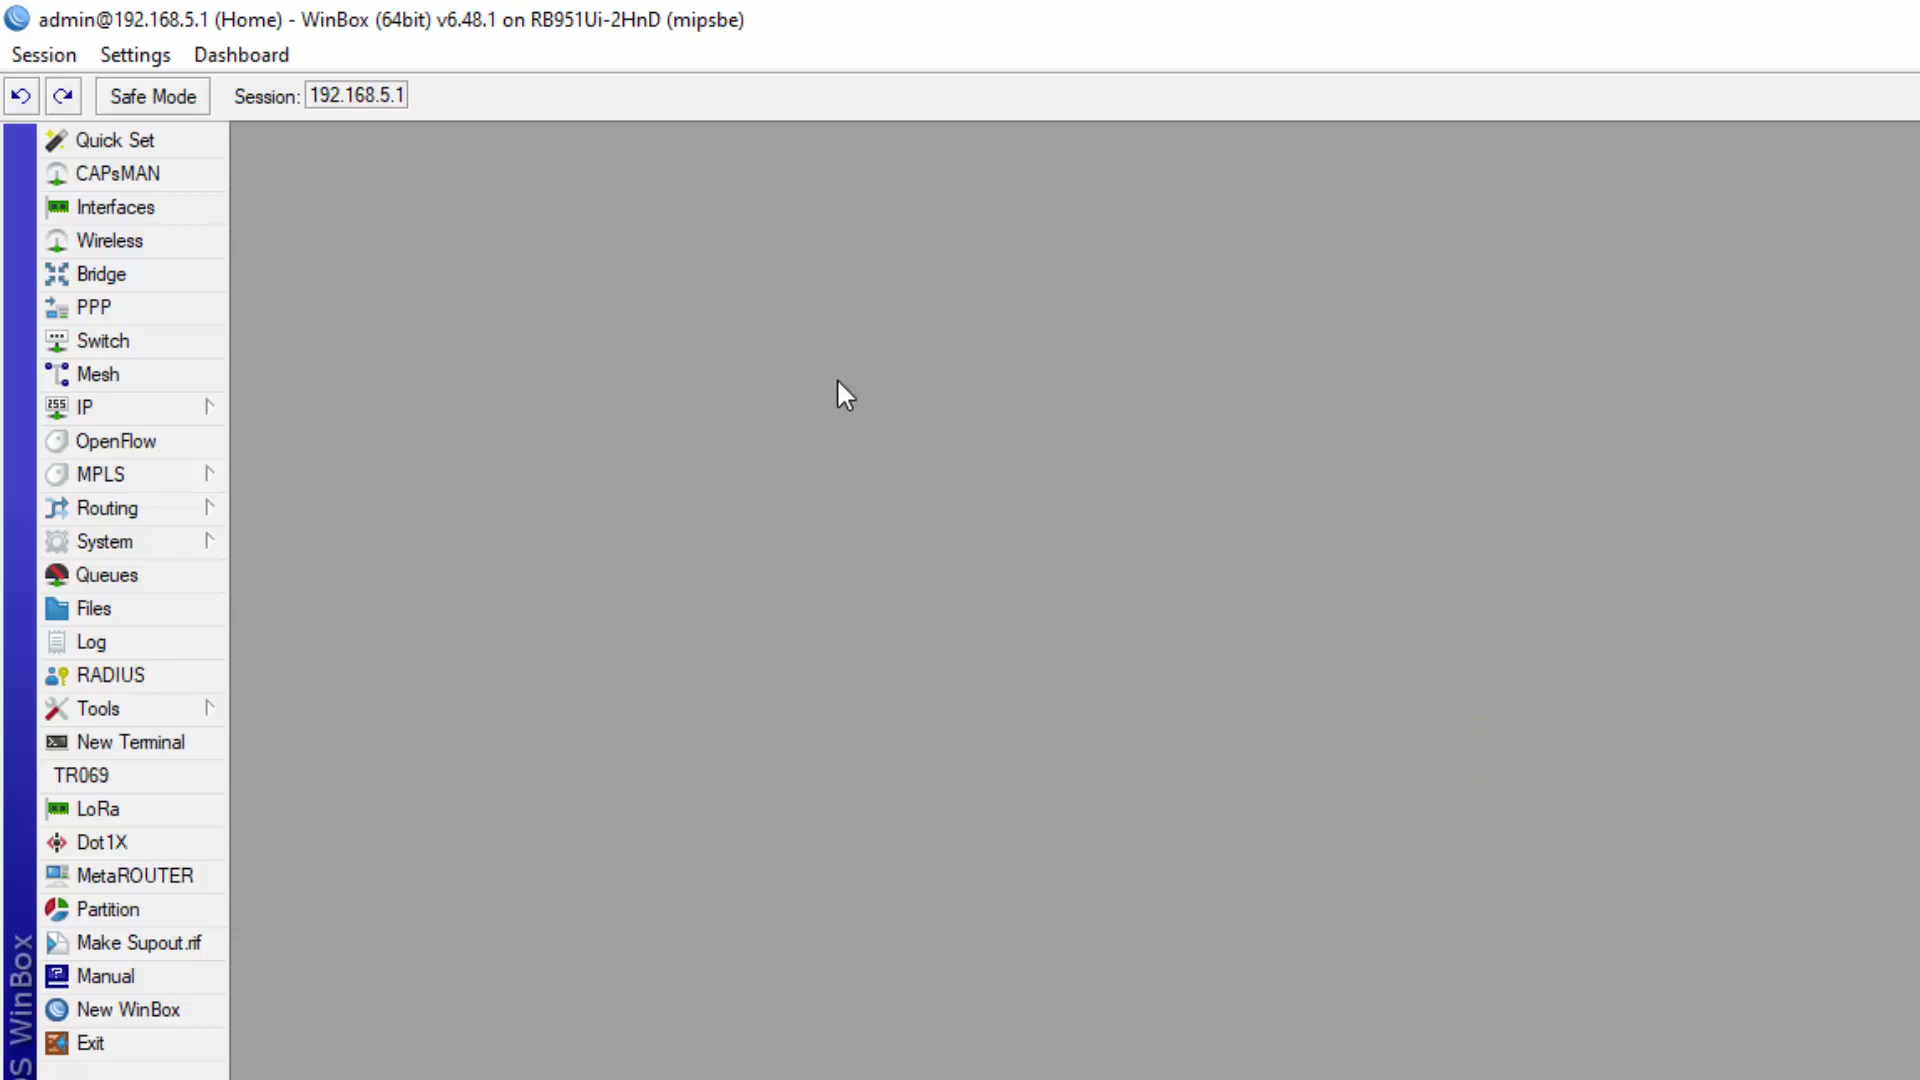 admin@192.168.5.1 (Home) - WinBox (64bit) v6.48.1 on RB951Ui-2HnD (mipsbe)
Session Settings Dashboard
Safe Mode Session: 192.168.5.1
Quick Set
CAPsMAN
Interfaces
Wireless
Bridge
PPP
Switch
Mesh
255 IP
OpenFlow
MPLS
Routing
System
Queues
Files
Log
RADIUS
Tools
New Terminal
TR069
LoRa
Dot1X
MetaROUTER
Partition
Make Supout.rif
Manual
New WinBox
Exit
OS WinBox